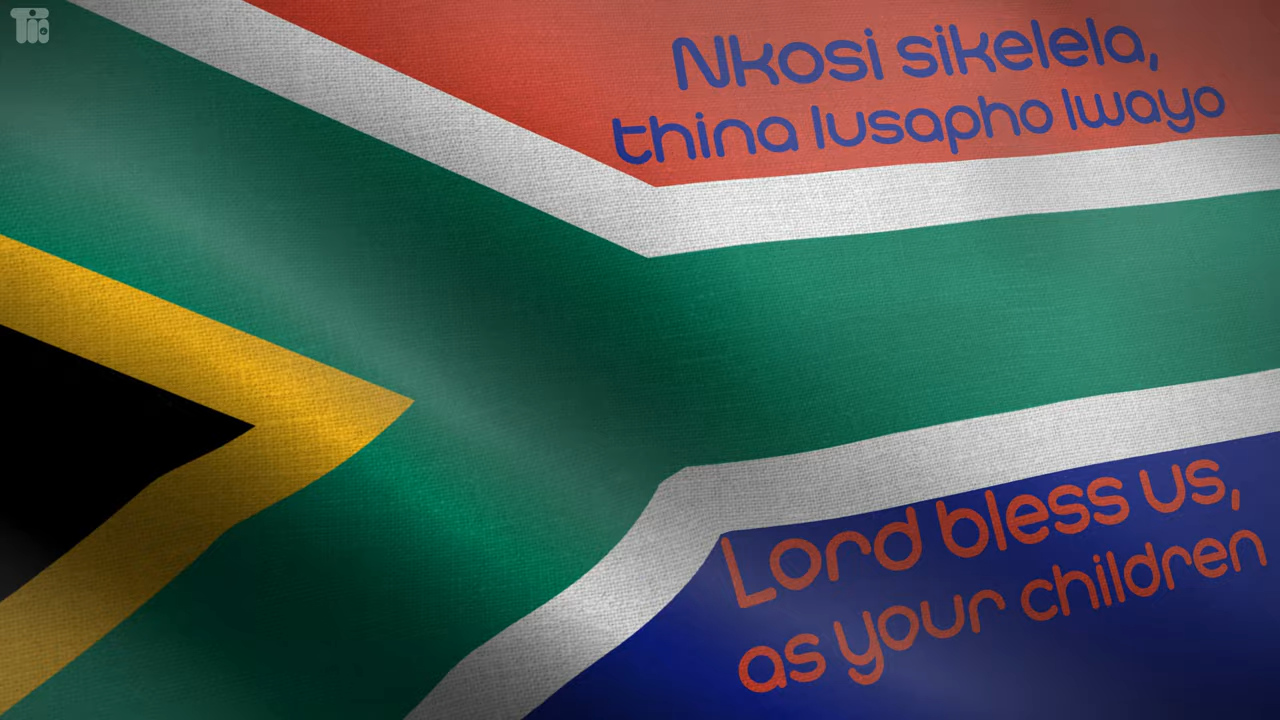 Nkosi sikelela,
thina lusapho lwayo
Lord bless us,
as your children